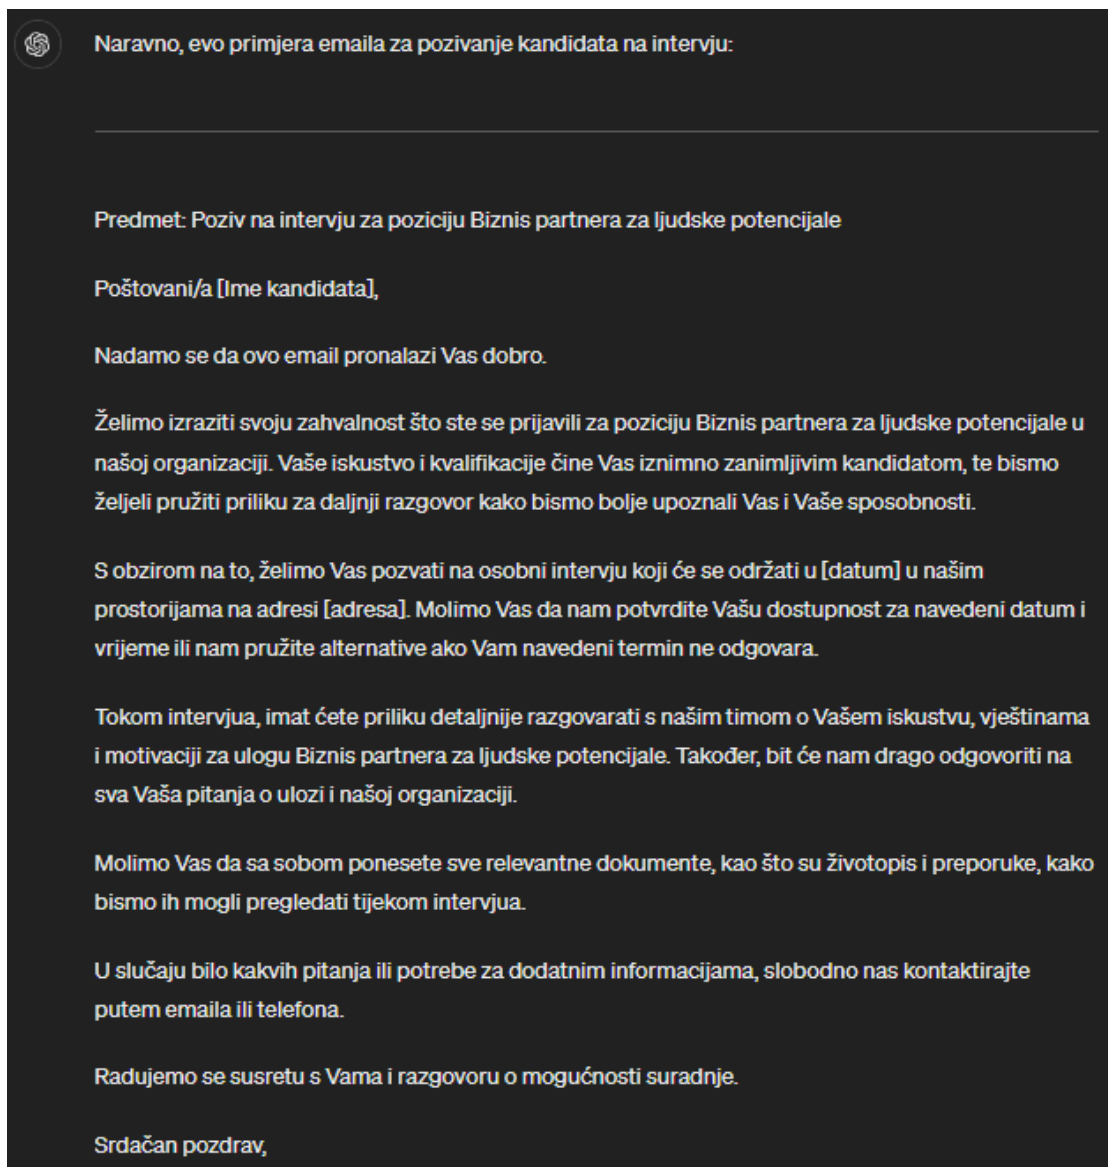 Naravno, evo primjera emaila za pozivanje kandidata na intervju:
Predmet: Poziv na intervju za poziciju Biznis partnera za ljudske potencijale
Poštovani/a [Ime kandidata],
Nadamo se da ovo email pronalazi Vas dobro.
Želimo izraziti svoju zahvalnost što ste se prijavili za poziciju Biznis partnera za ljudske potencijale u
našoj organizaciji. Vaše iskustvo i kvalifikacije čine Vas iznimno zanimljivim kandidatom, te bismo
željeli pružiti priliku za daljnji razgovor kako bismo bolje upoznali Vas i Vaše sposobnosti.
S obzirom na to, želimo Vas pozvati na osobni intervju koji će se održati u [datum] u našim
prostorijama na adresi [adresa]. Molimo Vas da nam potvrdite Vašu dostupnost za navedeni datum i
vrijeme ili nam pružite alternative ako Vam navedeni termin ne odgovara.
Tokom intervjua, imat ćete priliku detaljnije razgovarati s našim timom o Vašem iskustvu, vještinama
i motivaciji za ulogu Biznis partnera za ljudske potencijale. Također, bit će nam drago odgovoriti na
sva Vaša pitanja o ulozi i našoj organizaciji.
Molimo Vas da sa sobom ponesete sve relevantne dokumente, kao što su životopis i preporuke, kako
bismo ih mogli pregledati tijekom intervjua.
U slučaju bilo kakvih pitanja ili potrebe za dodatnim informacijama, slobodno nas kontaktirajte
putem emaila ili telefona.
Radujemo se susretu s Vama i razgovoru o mogućnosti suradnje.
Srdačan pozdrav,